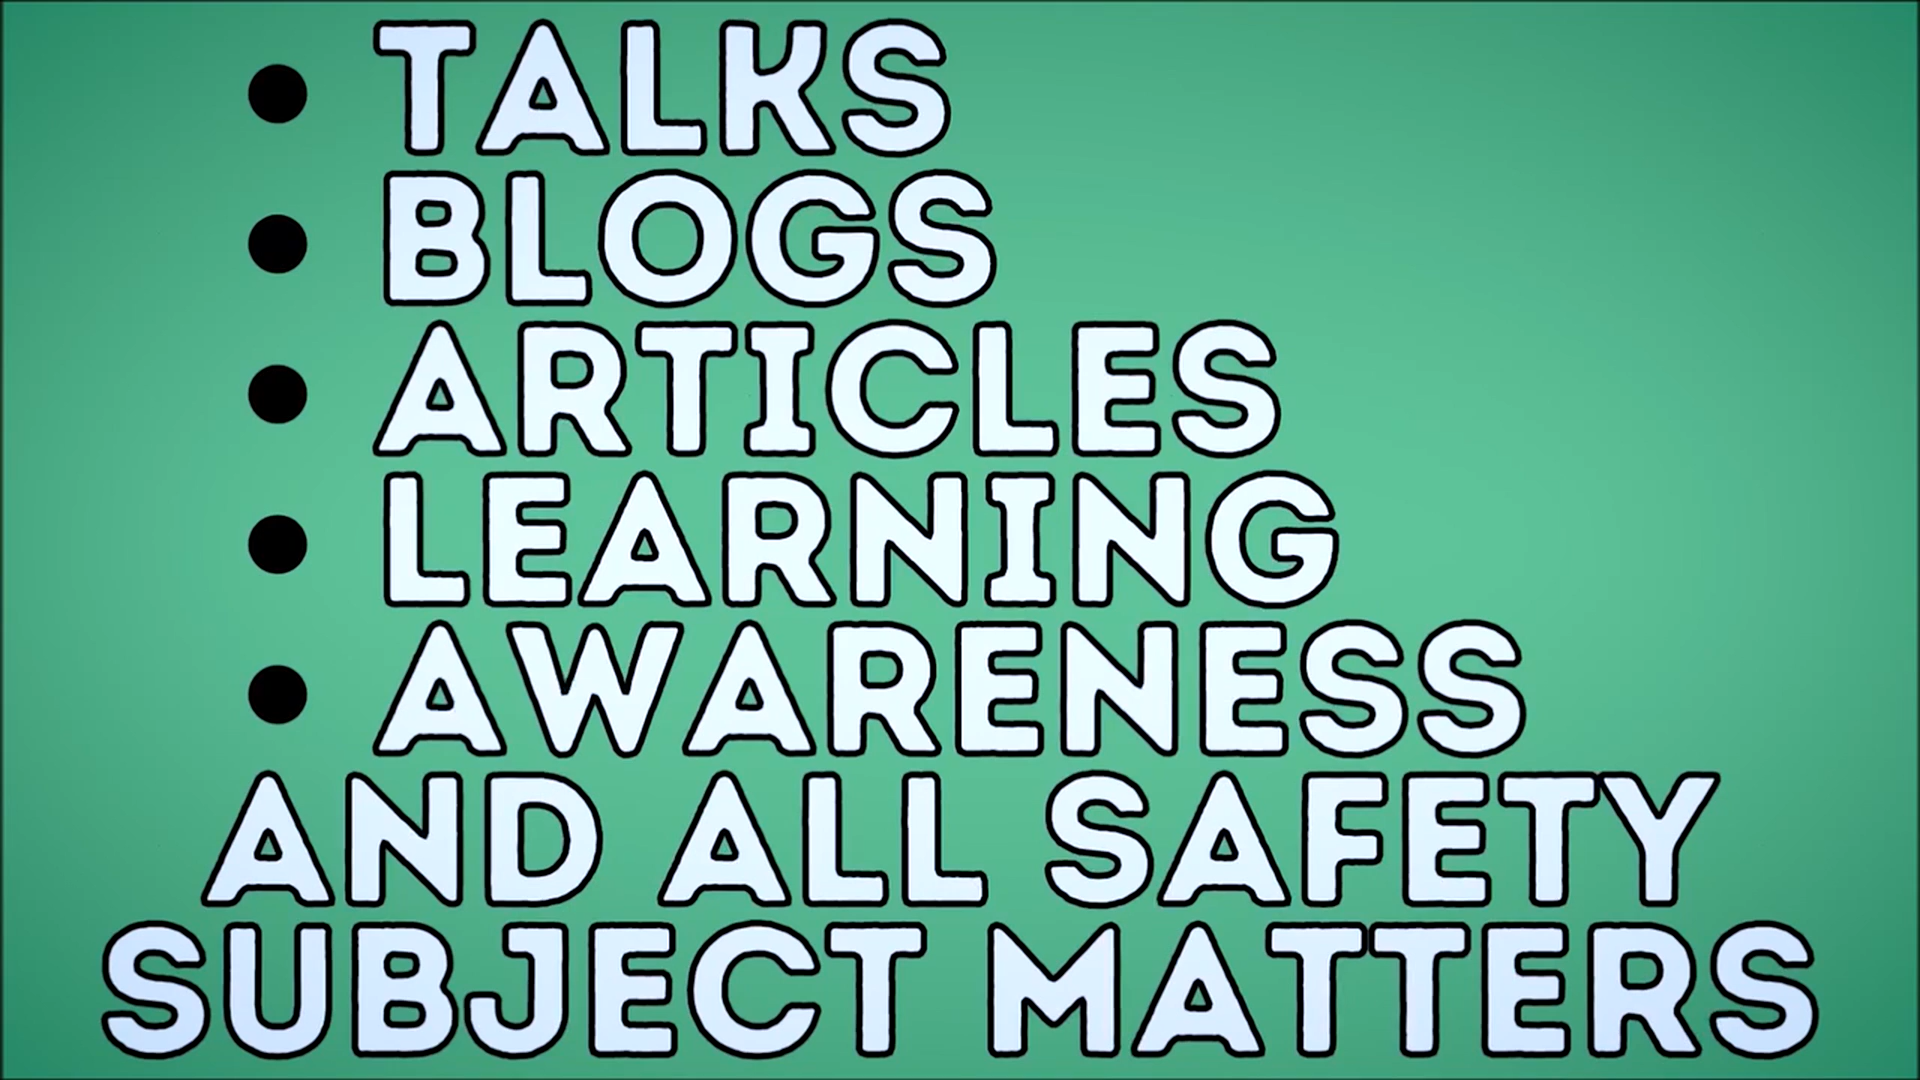 • TALKS
• BLOGS
• ARTICLES
• LEARNING
• AWARENESS
AND ALL SAFETY
SUBJECT MATTERS